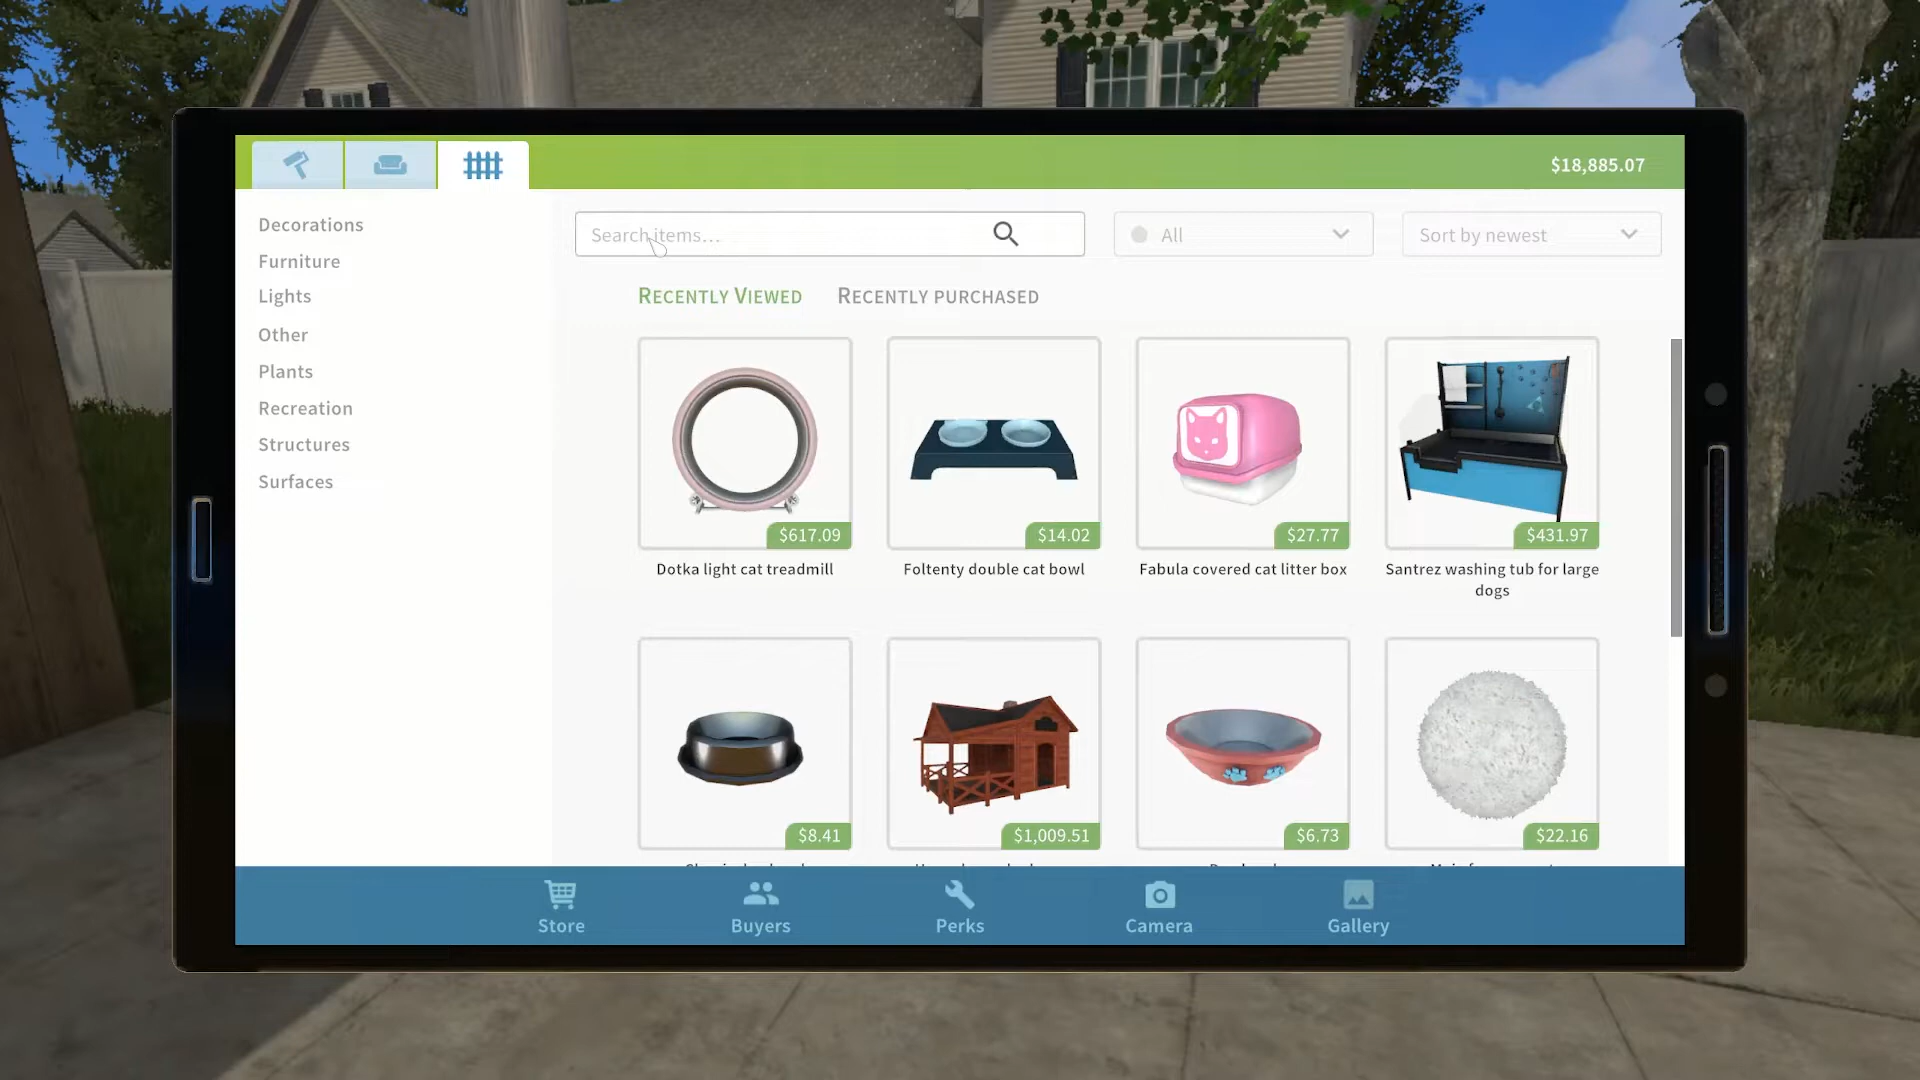 $18,885.07
Decorations
Furniture
Lights
Other
Plants
Recreation
Structures
Surfaces
Search items...
All
Sort by newest
RECENTLY VIEWED
RECENTLY PURCHASED
$617.09
$14.02
$27.77
$431.97
Dotka light cat treadmill
Foltenty double cat bowl
Fabula covered cat litter box
Santrez washing tub for large
dogs
$8.41
$1,009.51
$6.73
$22.16
Store
Buyers
Perks
Camera
Gallery